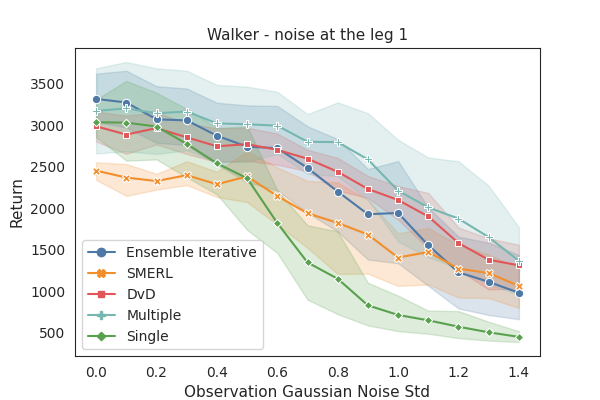 Walker - noise at the leg 1
Return
3500
3000
2500
2000
1500
1000
500
Ensemble Iterative
SMERL
DvD
Multiple
Single
0.0 0.2 0.4 0.6 0.8 1.0 1.2 1.4
Observation Gaussian Noise Std